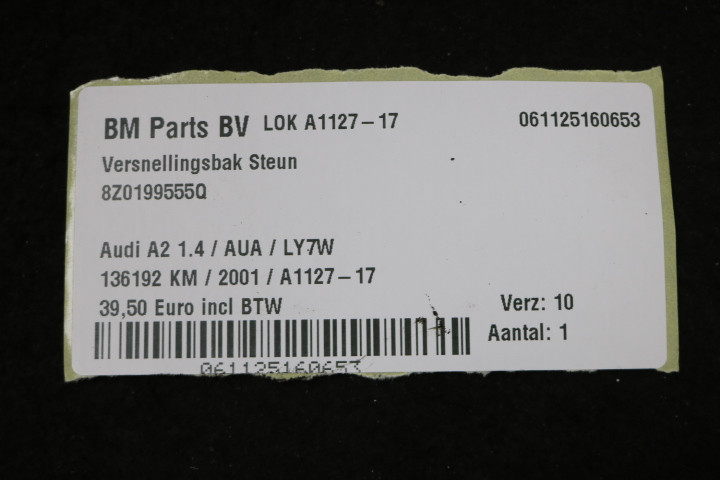 BM Parts BV LOK A1127-17 061125160653
Versnellingsbak Steun
8Z0199555Q
Audi A2 1.4 / AUA / LY7W
136192 KM / 2001 / A1127-17
39,50 Euro incl BTW Verz: 10
Aantal: 1
061125160653